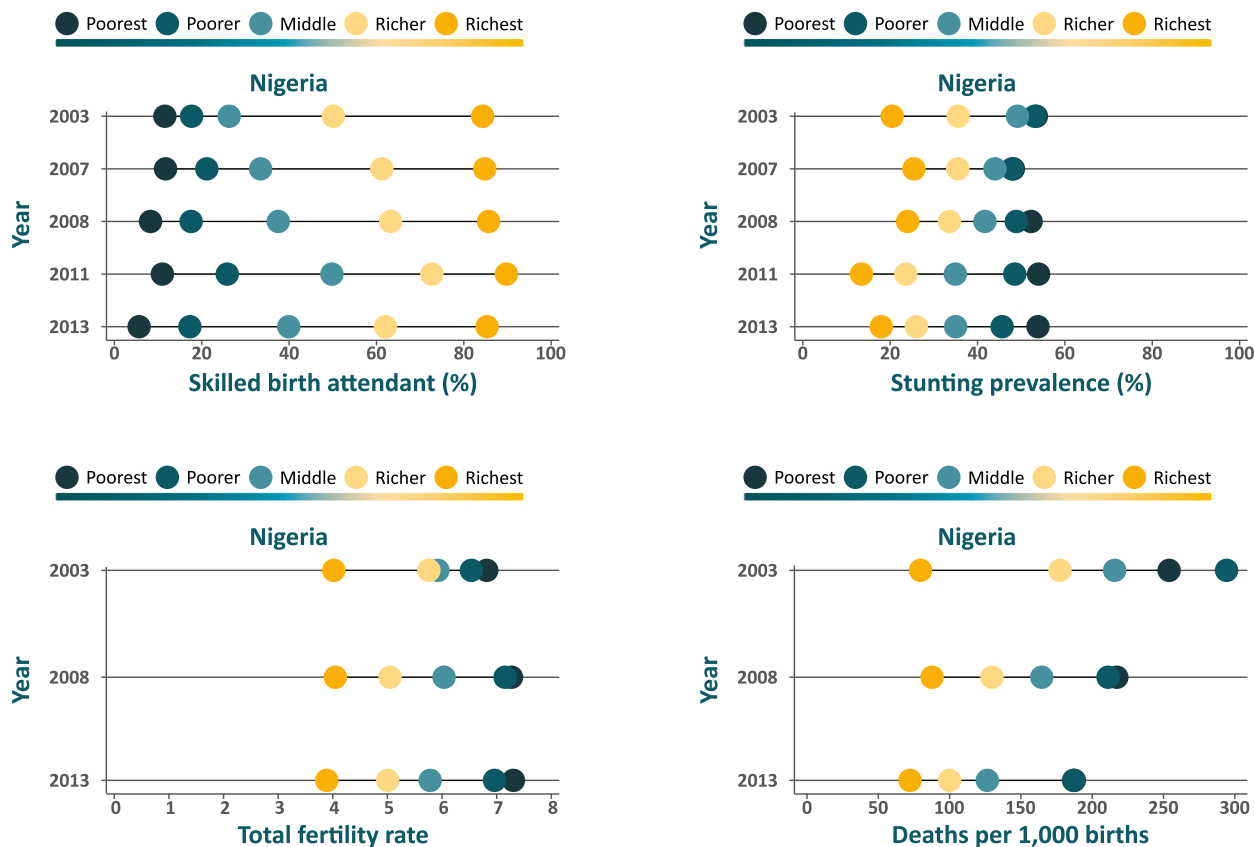 Poorest Poorer Middle Richer Richest
Nigeria
Year
2003
2007
2008
2011
2013
0 20 40 60 80 100
Skilled birth attendant (%)
Poorest Poorer Middle Richer Richest
Nigeria
Year
2003
2007
2008
2011
2013
0 20 40 60 80 100
Stunting prevalence (%)
Poorest Poorer Middle Richer Richest
Nigeria
Year
2003
2008
2013
0 1 2 3 4 5 6 7 8
Total fertility rate
Poorest Poorer Middle Richer Richest
Nigeria
Year
2003
2008
2013
0 50 100 150 200 250 300
Deaths per 1,000 births